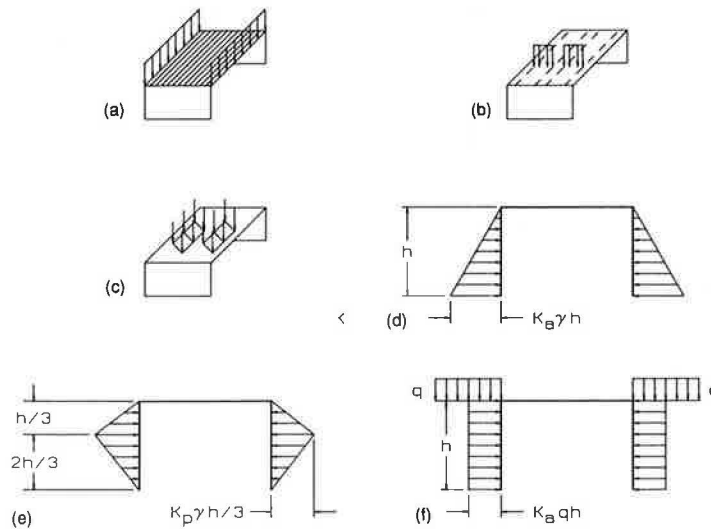 (a)
(b)
(c)
h
<
(d)
Kaγh
h/3
2h/3
(e)
Kpγh/3
q
h
(f)
Kaqh